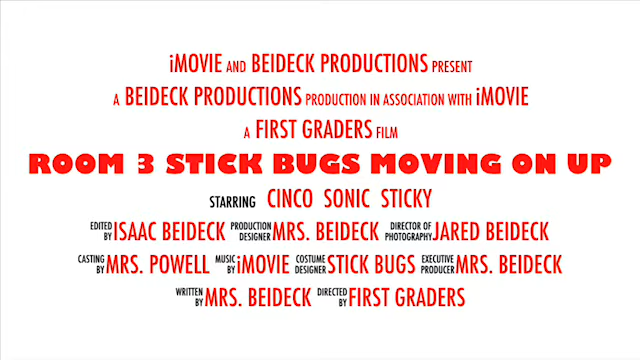 iMOVIE AND BEIDECK PRODUCTIONS PRESENT
A BEIDECK PRODUCTIONS PRODUCTION IN ASSOCIATION WITH iMOVIE
A FIRST GRADERS FILM
ROOM 3 STICK BUGS MOVING ON UP
STARRING CINCO SONIC STICKY
EDITED BY ISAAC BEIDECK PRODUCTION DESIGNER MRS. BEIDECK DIRECTOR OF PHOTOGRAPHY JARED BEIDECK
CASTING BY MRS. POWELL MUSIC BY iMOVIE COSTUME DESIGNER STICK BUGS EXECUTIVE PRODUCER MRS. BEIDECK
WRITTEN BY MRS. BEIDECK DIRECTED BY FIRST GRADERS